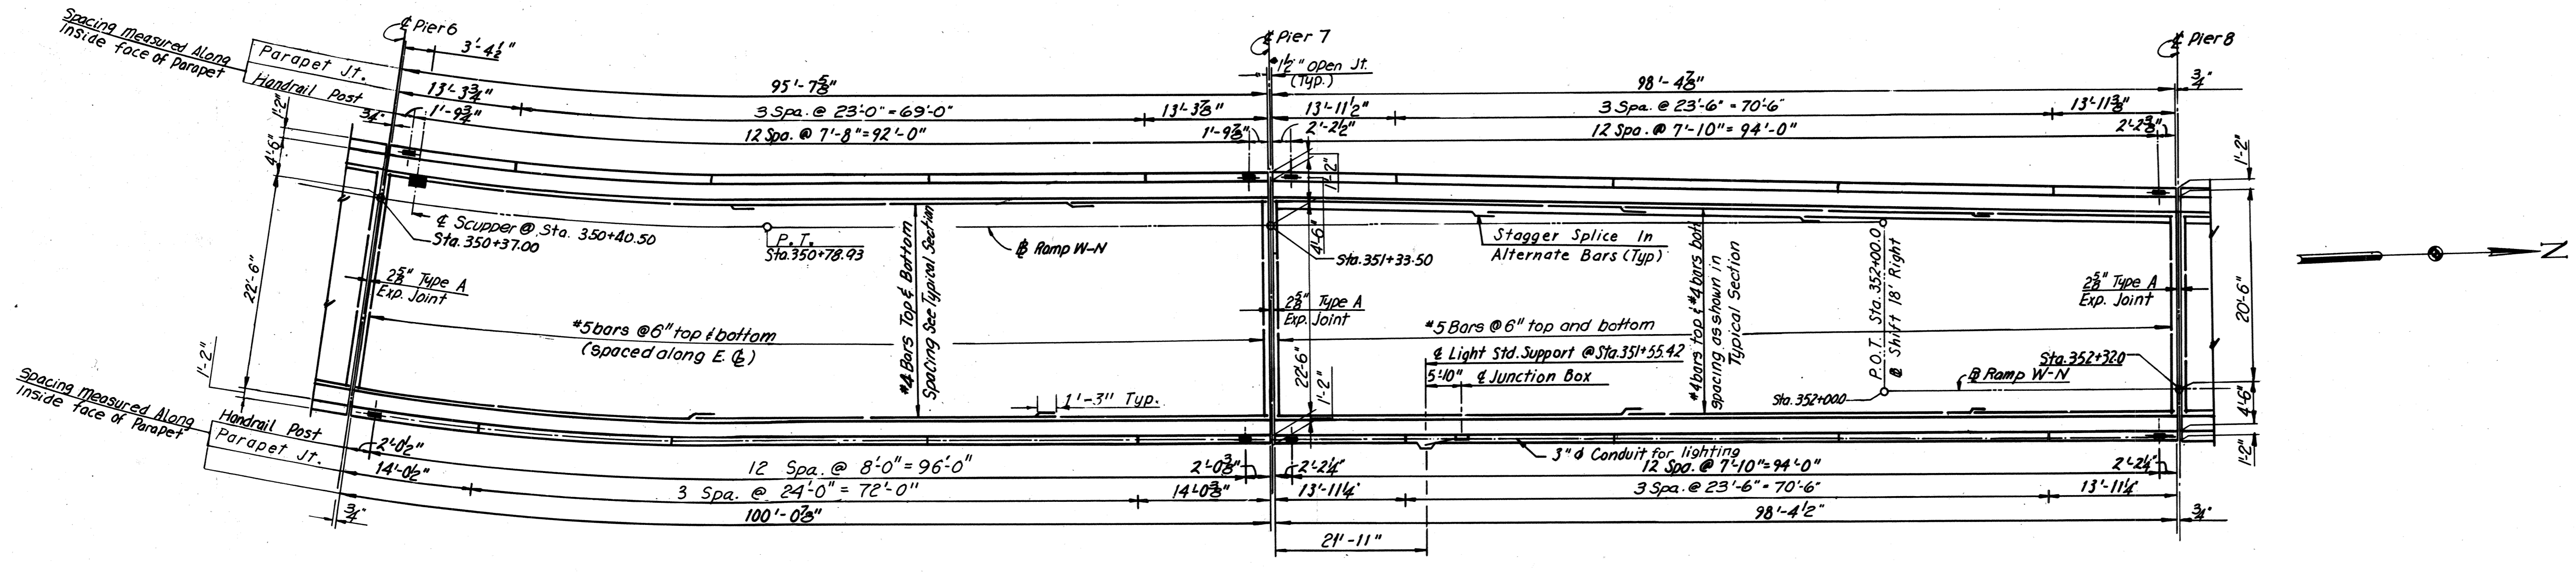 Spacing Measured Along
Inside face of Parapet
Parapet Jt.
Handrail Post
℄ Pier 6
3'-4½"
95'-7⅝"
13'-3¾"
3 Spa. @ 23'-0" = 69'-0"
13'-3⅞"
3/4"
1'-9¾"
12 Spa. @ 7'-8" = 92'-0"
1'-9⅞"
℄ Pier 7
1½" Open Jt.
(Typ.)
98'-4⅞"
13'-11½"
3 Spa. @ 23'-6" = 70'-6"
13'-11⅜"
2'-2½"
12 Spa. @ 7'-10" = 94'-0"
2'-2⅜"
℄ Pier 8
3/4"
1'-2"
4'-6"
22'-6"
1'-2"
℄ Scupper @ Sta. 350+40.50
Sta. 350+37.00
P.T.
Sta. 350+78.93
2⅝" Type A
Exp. Joint
#5 bars @ 6" top & bottom
(spaced along E. ℄)
#4 Bars Top & Bottom
Spacing See Typical Section
℔ Ramp W-N
1'-3" Typ.
1'-2"
4'-6"
Sta. 351+33.50
2⅝" Type A
Exp. Joint
22'-6"
1'-2"
Stagger Splice In
Alternate Bars (Typ)
#5 Bars @ 6" top and bottom
℄ Light Std. Support @ Sta. 351+55.42
5'-10"
℄ Junction Box
#4 bars top & #4 bars bott
spacing as shown in
Typical Section
P.O.T. Sta. 352+00.0
℔ Shift 18' Right
Sta. 352+00.0
℔ Ramp W-N
Sta. 352+32.0
2⅝" Type A
Exp. Joint
1'-2"
20'-6"
4'-6"
1'-2"
N
Spacing Measured Along
Inside face of Parapet
Handrail Post
Parapet Jt.
2'-0½"
12 Spa. @ 8'-0" = 96'-0"
2'-0⅜"
14'-0½"
3 Spa. @ 24'-0" = 72'-0"
14'-0⅜"
3/4"
100'-0⅞"
3" ɸ Conduit for lighting
2'-2¼"
12 Spa. @ 7'-10" = 94'-0"
2'-2¼"
13'-11¼"
3 Spa. @ 23'-6" = 70'-6"
13'-11¼"
98'-4½"
3/4"
21'-11"